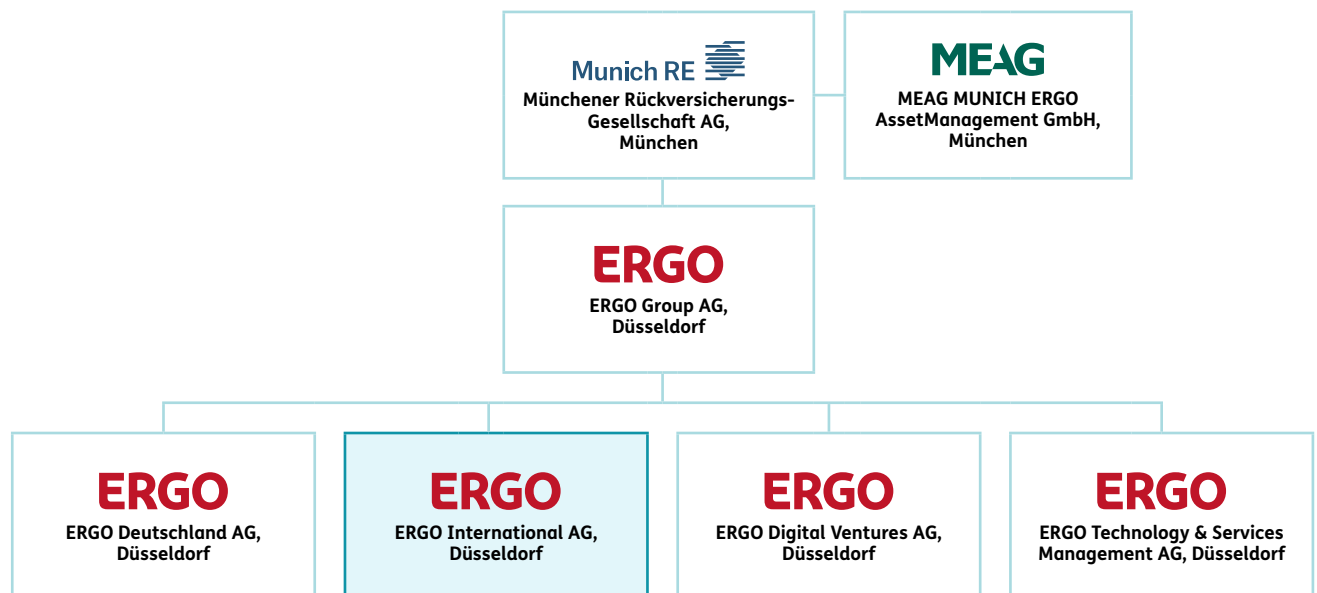 Munich RE
Münchener Rückversicherungs-
Gesellschaft AG,
München
MEAG
MEAG MUNICH ERGO
AssetManagement GmbH,
München
ERGO
ERGO Group AG,
Düsseldorf
ERGO
ERGO Deutschland AG,
Düsseldorf
ERGO
ERGO International AG,
Düsseldorf
ERGO
ERGO Digital Ventures AG,
Düsseldorf
ERGO
ERGO Technology & Services
Management AG, Düsseldorf